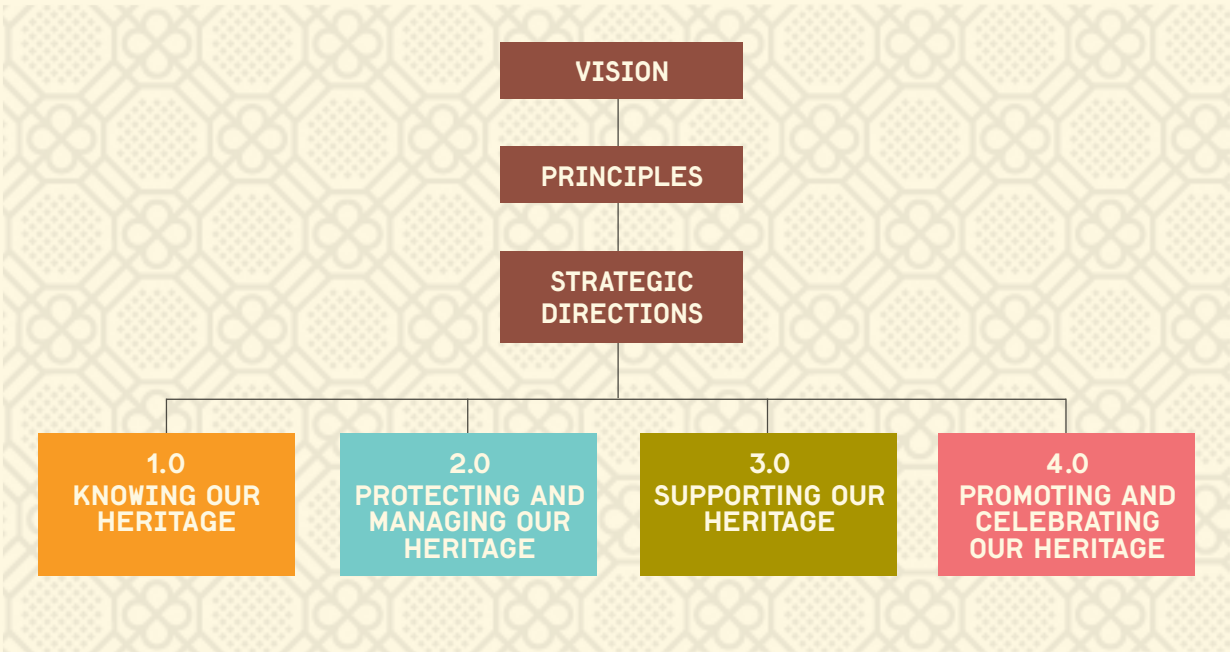 VISION
PRINCIPLES
STRATEGIC
DIRECTIONS
1.0
KNOWING OUR
HERITAGE
2.0
PROTECTING AND
MANAGING OUR
HERITAGE
3.0
SUPPORTING OUR
HERITAGE
4.0
PROMOTING AND
CELEBRATING
OUR HERITAGE